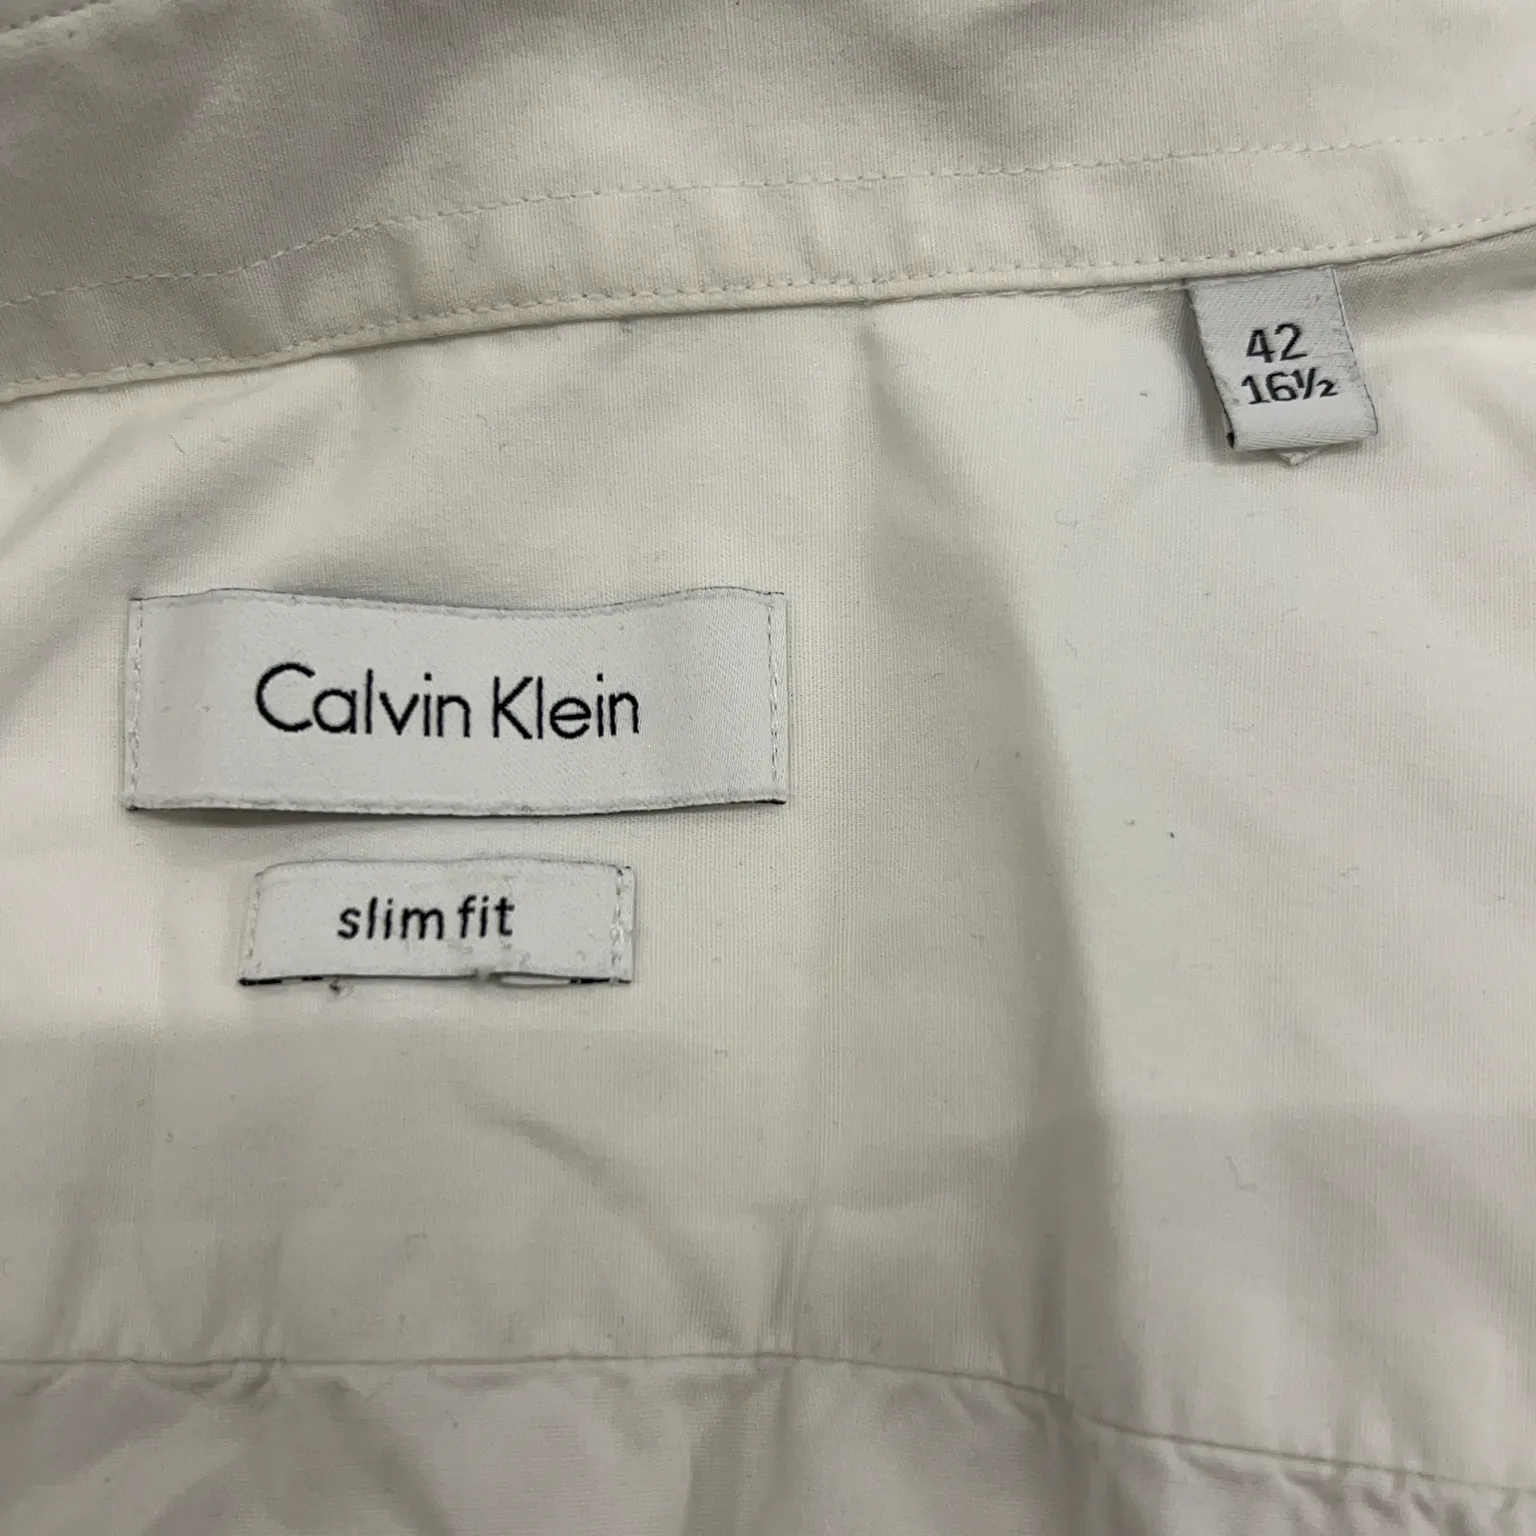 42
16½
Calvin Klein
slim fit